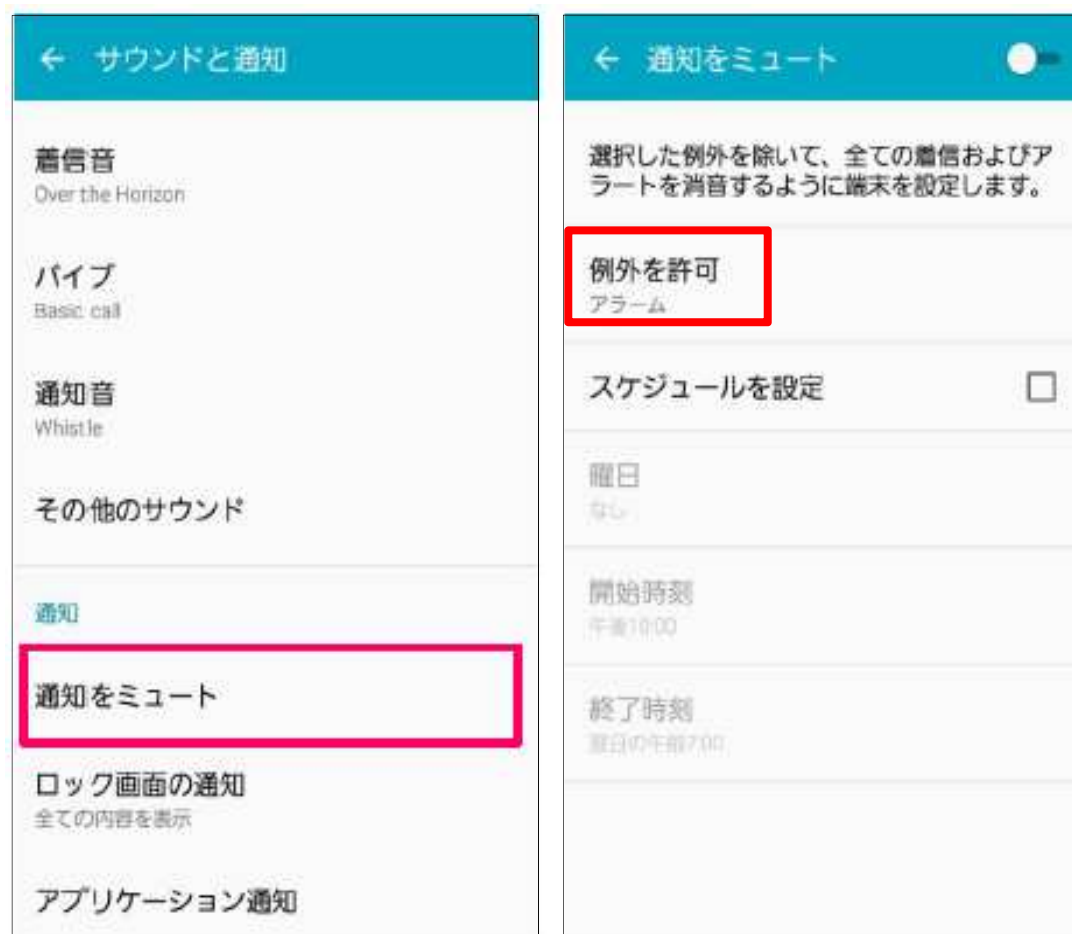 サウンドと通知
着信音
Over the Horizon
バイブ
Basic call
通知音
Whistle
その他のサウンド
通知
通知をミュート
ロック画面の通知
全ての内容を表示
アプリケーション通知
通知をミュート
選択した例外を除いて、全ての着信およびア
ラートを消音するように端末を設定します。
例外を許可
アラーム
スケジュールを設定
曜日
なし
開始時刻
午後10:00
終了時刻
翌日の午前7:00